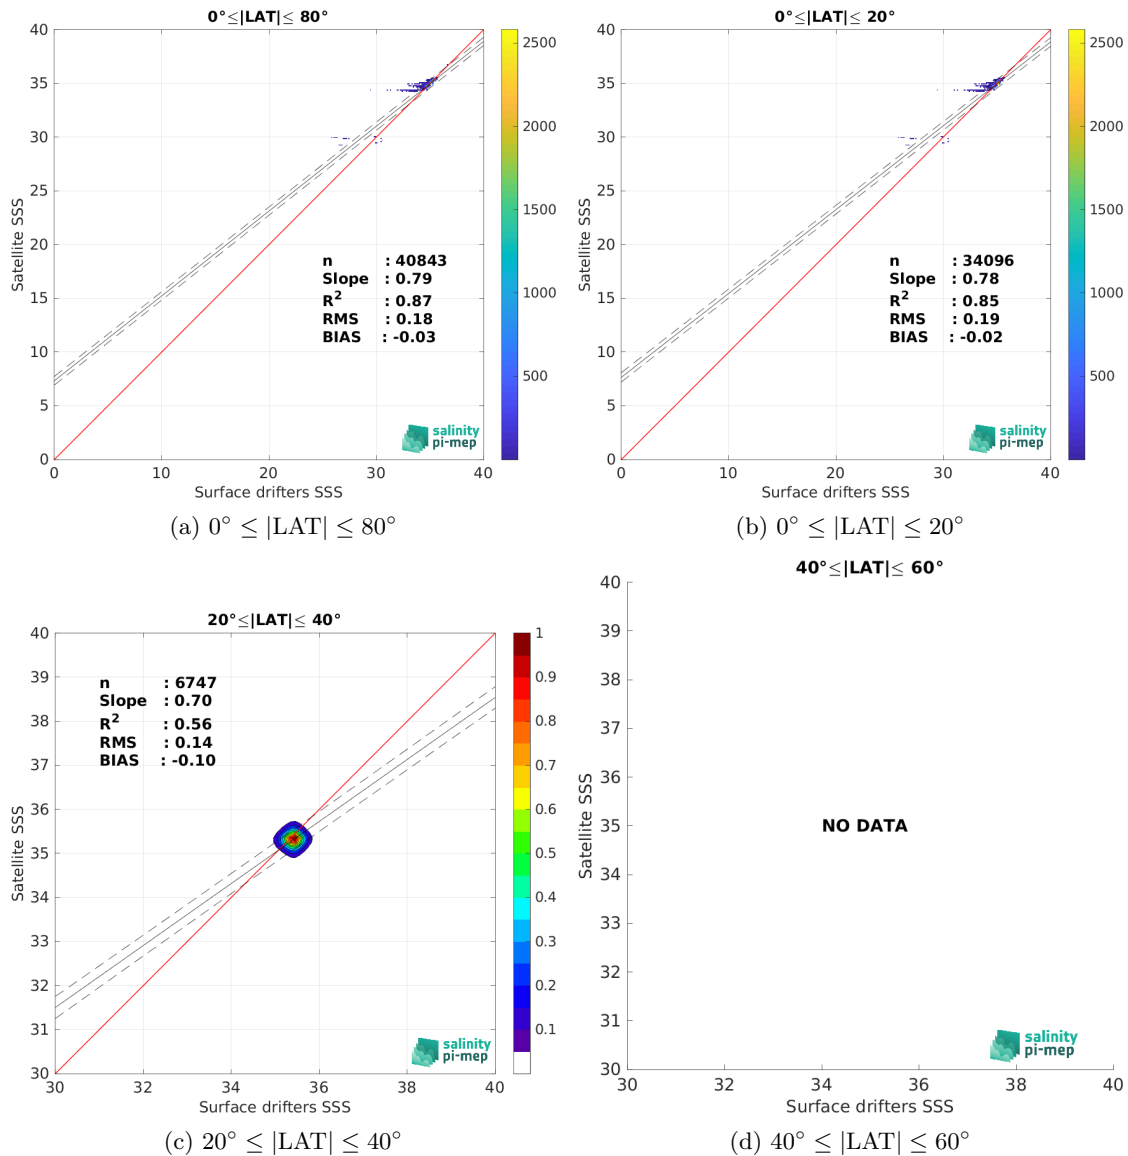 0°≤|LAT|≤ 80°
40
35
30
25
20
15
10
5
0
0
10
20
30
40
Satellite SSS
Surface drifters SSS
n : 40843
Slope : 0.79
R² : 0.87
RMS : 0.18
BIAS : -0.03
salinity
pi-mep
2500
2000
1500
1000
500
(a) 0° ≤ |LAT| ≤ 80°
0°≤|LAT|≤ 20°
40
35
30
25
20
15
10
5
0
0
10
20
30
40
Satellite SSS
Surface drifters SSS
n : 34096
Slope : 0.78
R² : 0.85
RMS : 0.19
BIAS : -0.02
salinity
pi-mep
2500
2000
1500
1000
500
(b) 0° ≤ |LAT| ≤ 20°
20°≤|LAT|≤ 40°
40
39
38
37
36
35
34
33
32
31
30
30
32
34
36
38
40
Satellite SSS
Surface drifters SSS
n : 6747
Slope : 0.70
R² : 0.56
RMS : 0.14
BIAS : -0.10
salinity
pi-mep
1
0.9
0.8
0.7
0.6
0.5
0.4
0.3
0.2
0.1
(c) 20° ≤ |LAT| ≤ 40°
40°≤|LAT|≤ 60°
40
39
38
37
36
35
34
33
32
31
30
30
32
34
36
38
40
Satellite SSS
Surface drifters SSS
NO DATA
salinity
pi-mep
(d) 40° ≤ |LAT| ≤ 60°